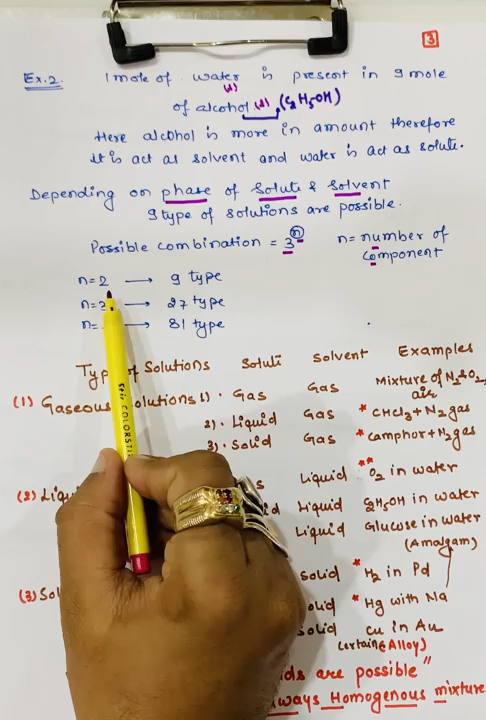 3
Ex.2. 1 mole of water is present in 9 mole
(l)
of alcohol (l) (C2H5OH)
Here alcohol is more in amount therefore
it is act as solvent and water is act as solute.
Depending on phase of solute & solvent
9 type of solutions are possible.
Possible combination = 3^n n = number of
component
n=2 → 9 type
n=3 → 27 type
n= → 81 type
Type of Solutions Solute Solvent Examples
(1) Gaseous Solutions 1) · Gas Gas Mixture of N2 & O2,
air
2) · Liquid Gas *CHCl3 + N2 gas
3) · Solid Gas *camphor + N2 gas
Liquid **O2 in water
(2) Liquid C2H5OH in water
Liquid Glucose in water
(Amalgam)
solid *H2 in Pd
(3) solid *Hg with Na
solid Cu in Au
(Alloy)
are possible"
Always Homogenous mixture